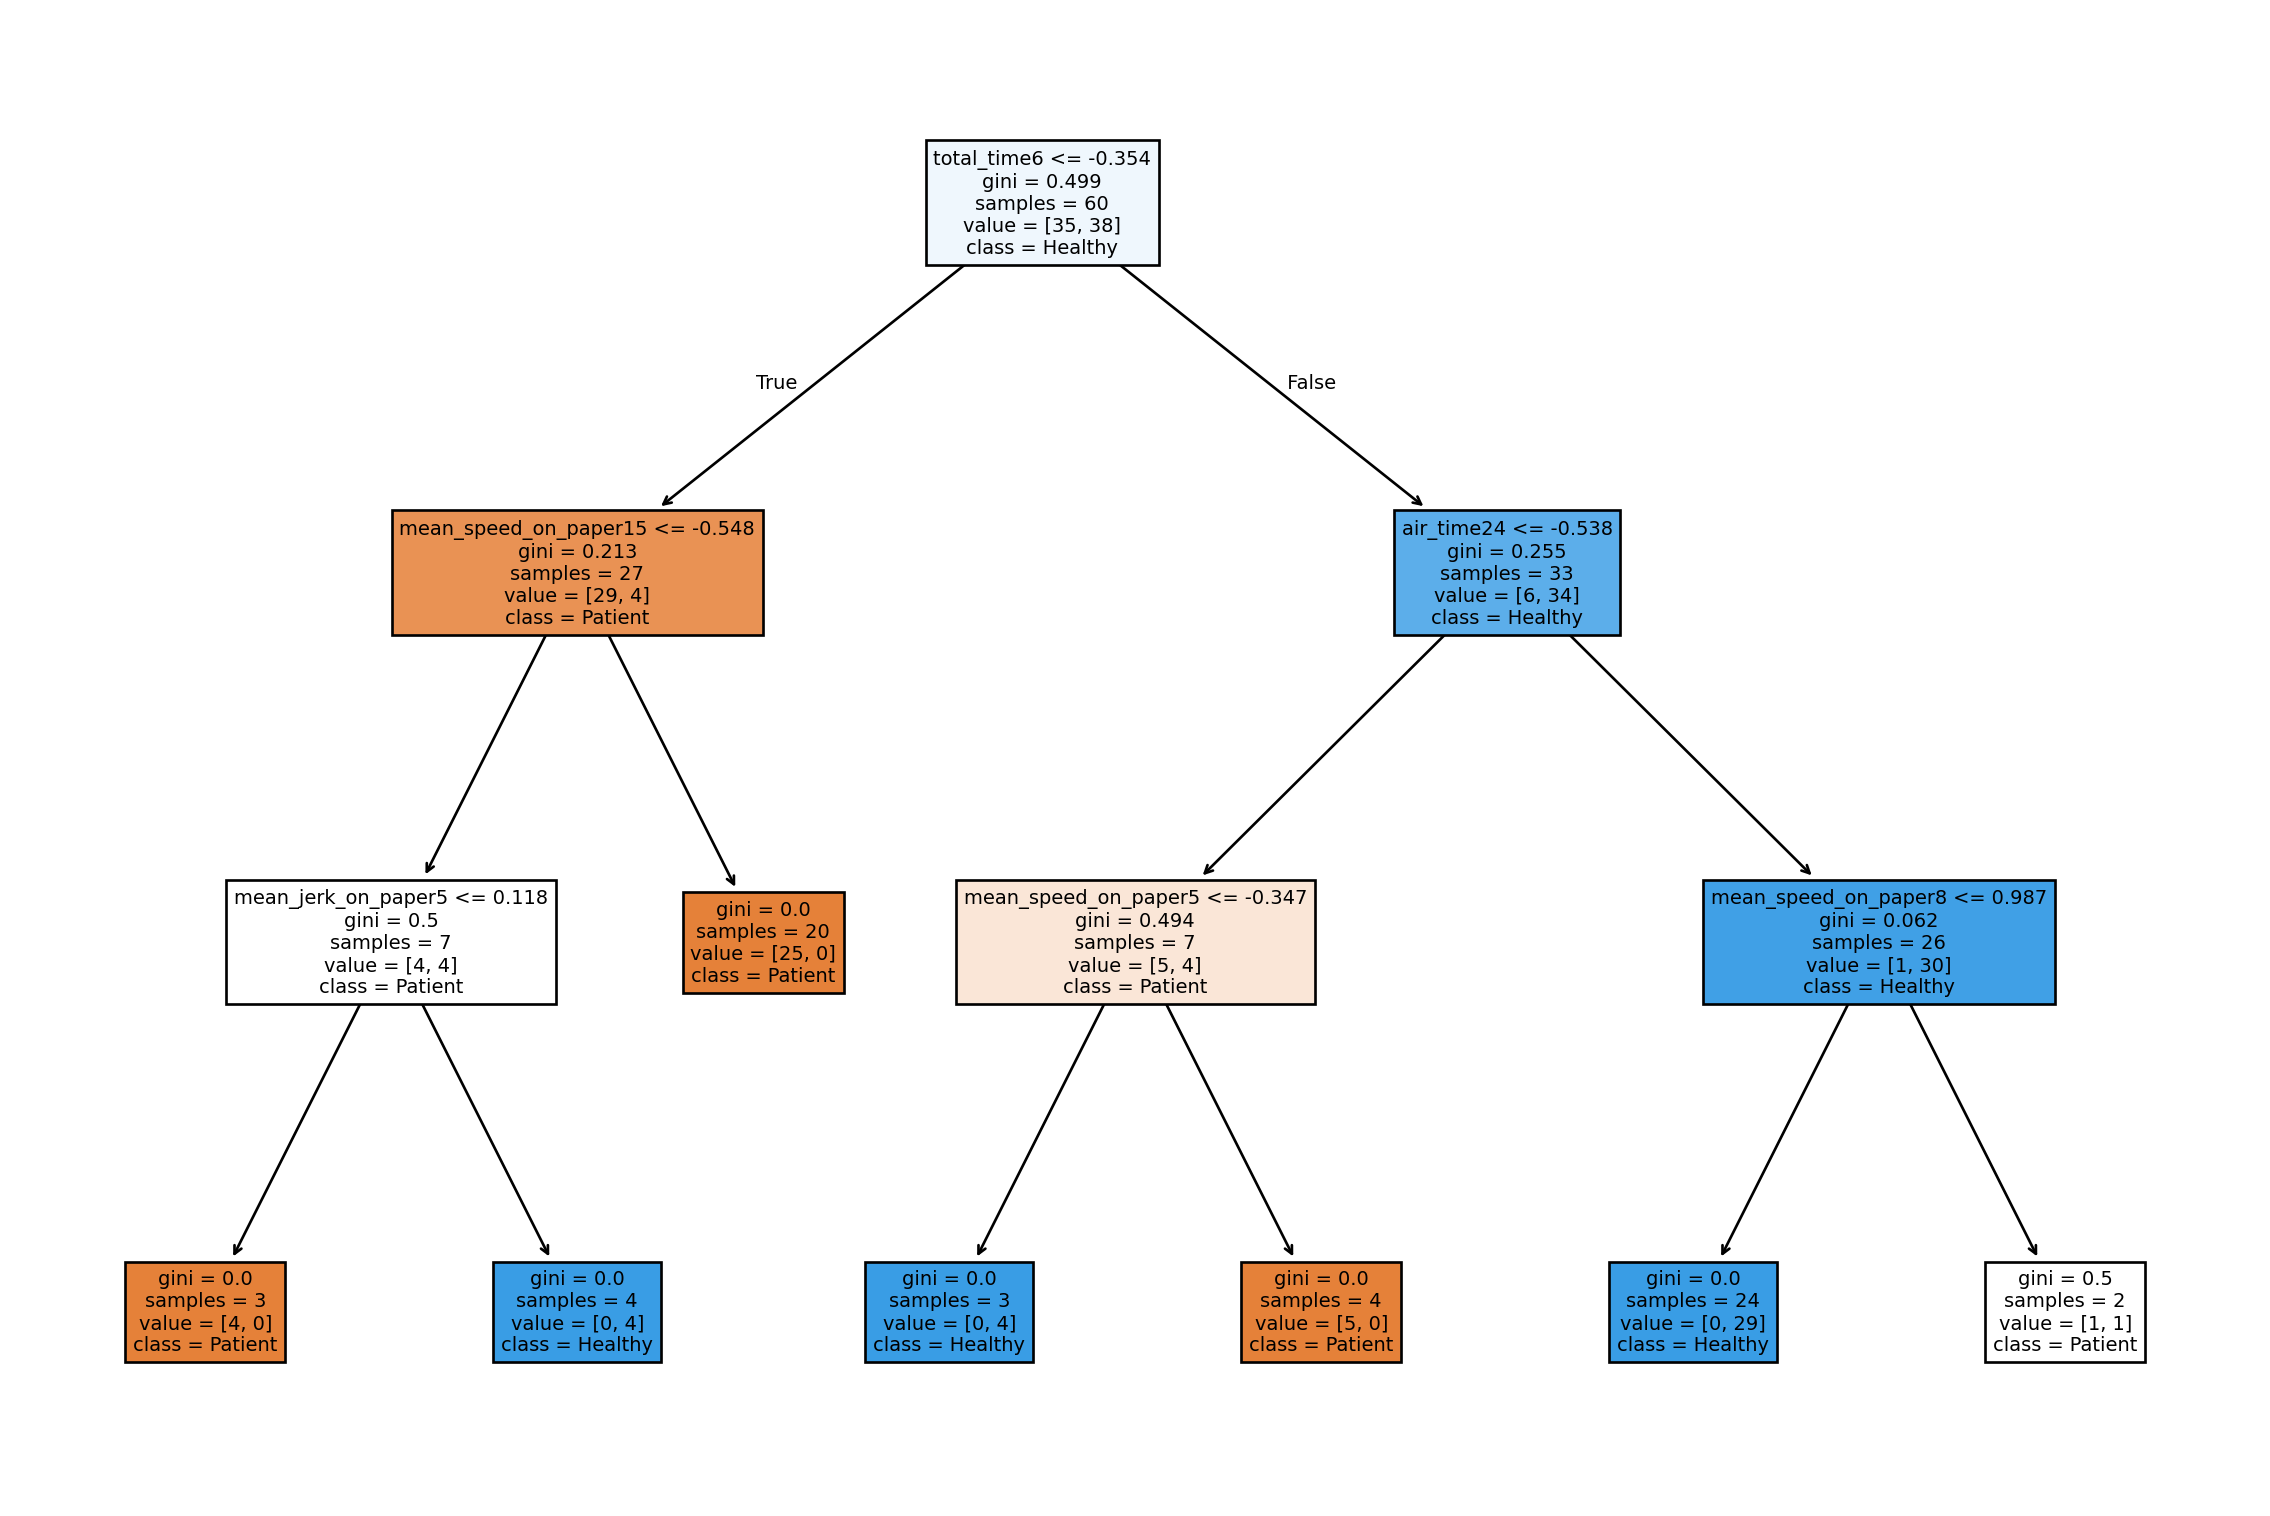 total_time6 <= -0.354
gini = 0.499
samples = 60
value = [35, 38]
class = Healthy
True
False
mean_speed_on_paper15 <= -0.548
gini = 0.213
samples = 27
value = [29, 4]
class = Patient
air_time24 <= -0.538
gini = 0.255
samples = 33
value = [6, 34]
class = Healthy
mean_jerk_on_paper5 <= 0.118
gini = 0.5
samples = 7
value = [4, 4]
class = Patient
gini = 0.0
samples = 20
value = [25, 0]
class = Patient
mean_speed_on_paper5 <= -0.347
gini = 0.494
samples = 7
value = [5, 4]
class = Patient
mean_speed_on_paper8 <= 0.987
gini = 0.062
samples = 26
value = [1, 30]
class = Healthy
gini = 0.0
samples = 3
value = [4, 0]
class = Patient
gini = 0.0
samples = 4
value = [0, 4]
class = Healthy
gini = 0.0
samples = 3
value = [0, 4]
class = Healthy
gini = 0.0
samples = 4
value = [5, 0]
class = Patient
gini = 0.0
samples = 24
value = [0, 29]
class = Healthy
gini = 0.5
samples = 2
value = [1, 1]
class = Patient